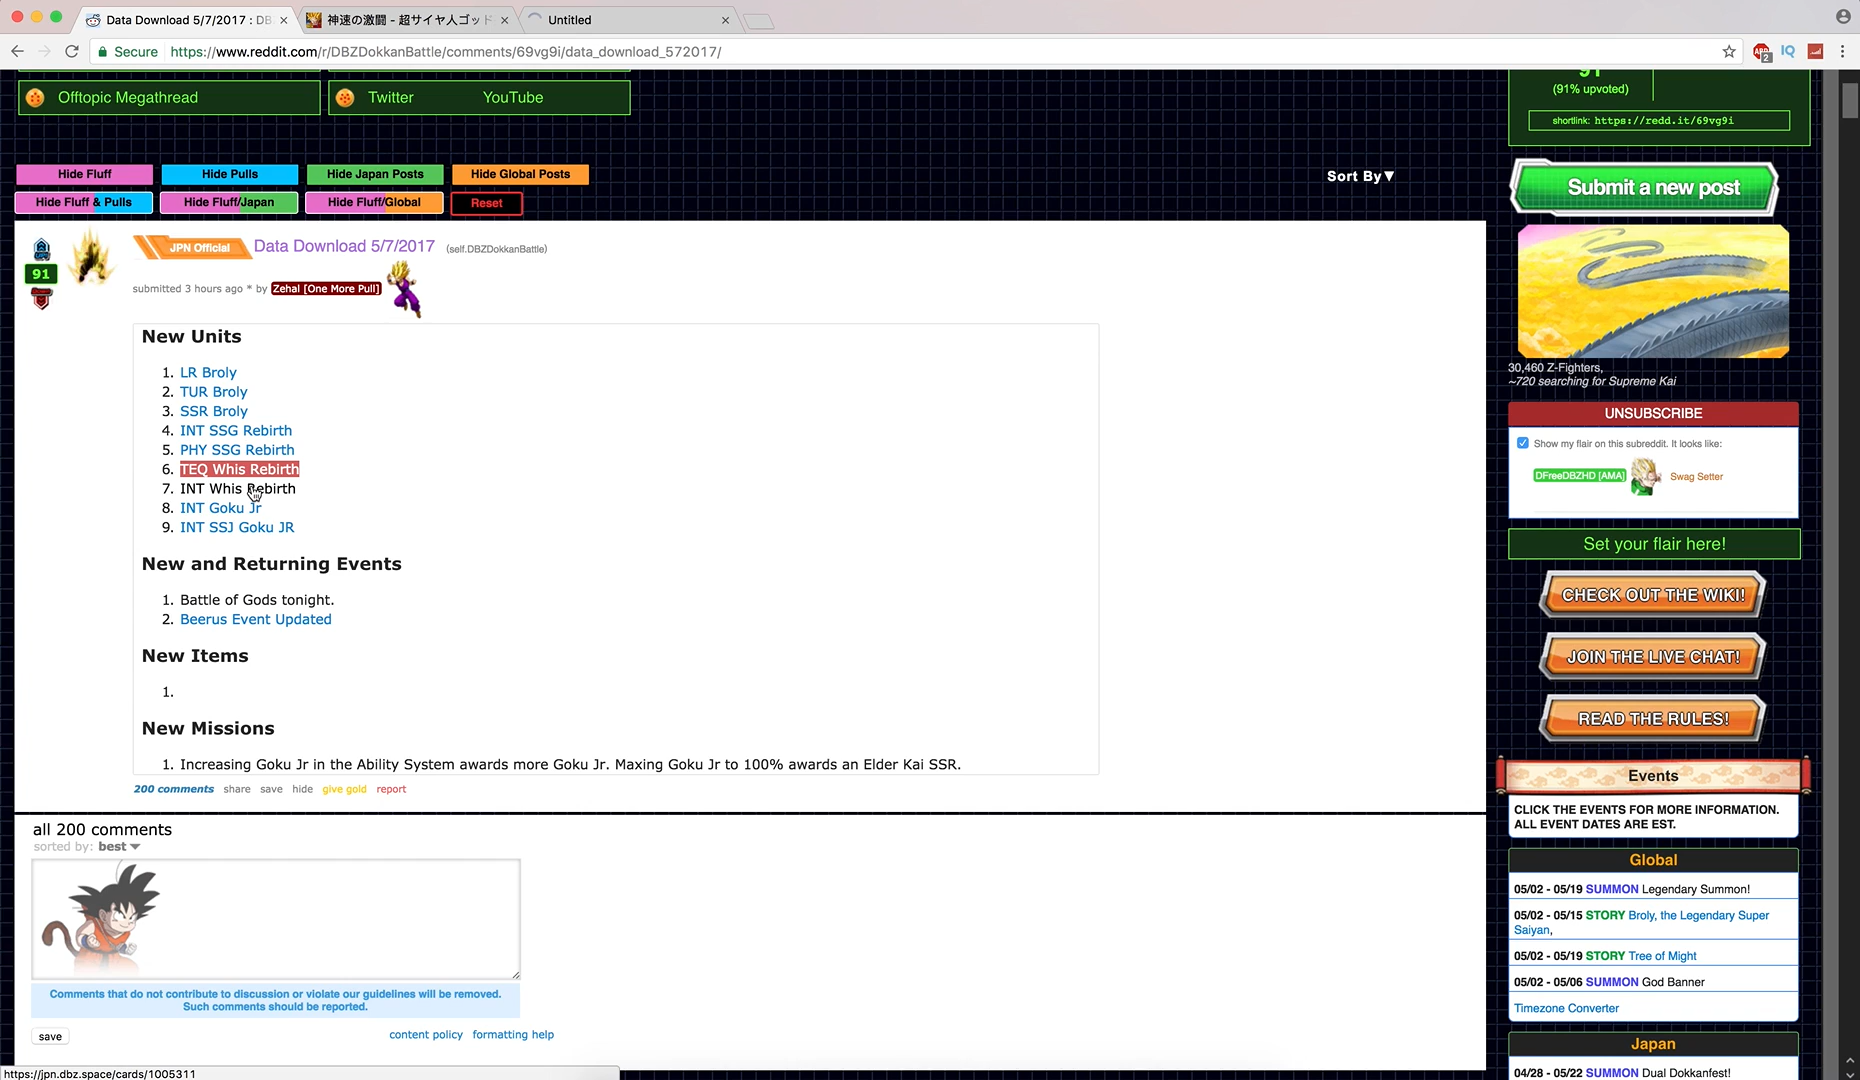 Data Download 5/7/2017 : DB
神速の激闘 - 超サイヤ人ゴッド
Untitled
Secure
https://www.reddit.com/r/DBZDokkanBattle/comments/69vg9i/data_download_572017/
2
IQ
Offtopic Megathread
Twitter
YouTube
91
(91% upvoted)
shortlink: https://redd.it/69vg9i
Hide Fluff
Hide Pulls
Hide Japan Posts
Hide Global Posts
Hide Fluff & Pulls
Hide Fluff/Japan
Hide Fluff/Global
Reset
Sort By▼
Submit a new post
91
JPN Official
Data Download 5/7/2017
(self.DBZDokkanBattle)
submitted 3 hours ago * by Zehal [One More Pull]
New Units
1. LR Broly
2. TUR Broly
3. SSR Broly
4. INT SSG Rebirth
5. PHY SSG Rebirth
6. TEQ Whis Rebirth
7. INT Whis Rebirth
8. INT Goku Jr
9. INT SSJ Goku JR
New and Returning Events
1. Battle of Gods tonight.
2. Beerus Event Updated
New Items
1.
New Missions
1. Increasing Goku Jr in the Ability System awards more Goku Jr. Maxing Goku Jr to 100% awards an Elder Kai SSR.
200 comments share save hide give gold report
all 200 comments
sorted by: best
Comments that do not contribute to discussion or violate our guidelines will be removed.
Such comments should be reported.
save
content policy formatting help
https://jpn.dbz.space/cards/1005311
30,460 Z-Fighters,
~720 searching for Supreme Kai
UNSUBSCRIBE
Show my flair on this subreddit. It looks like:
DFreeDBZHD [AMA]
Swag Setter
Set your flair here!
CHECK OUT THE WIKI!
JOIN THE LIVE CHAT!
READ THE RULES!
Events
CLICK THE EVENTS FOR MORE INFORMATION.
ALL EVENT DATES ARE EST.
Global
05/02 - 05/19 SUMMON Legendary Summon!
05/02 - 05/15 STORY Broly, the Legendary Super
Saiyan,
05/02 - 05/19 STORY Tree of Might
05/02 - 05/06 SUMMON God Banner
Timezone Converter
Japan
04/28 - 05/22 SUMMON Dual Dokkanfest!